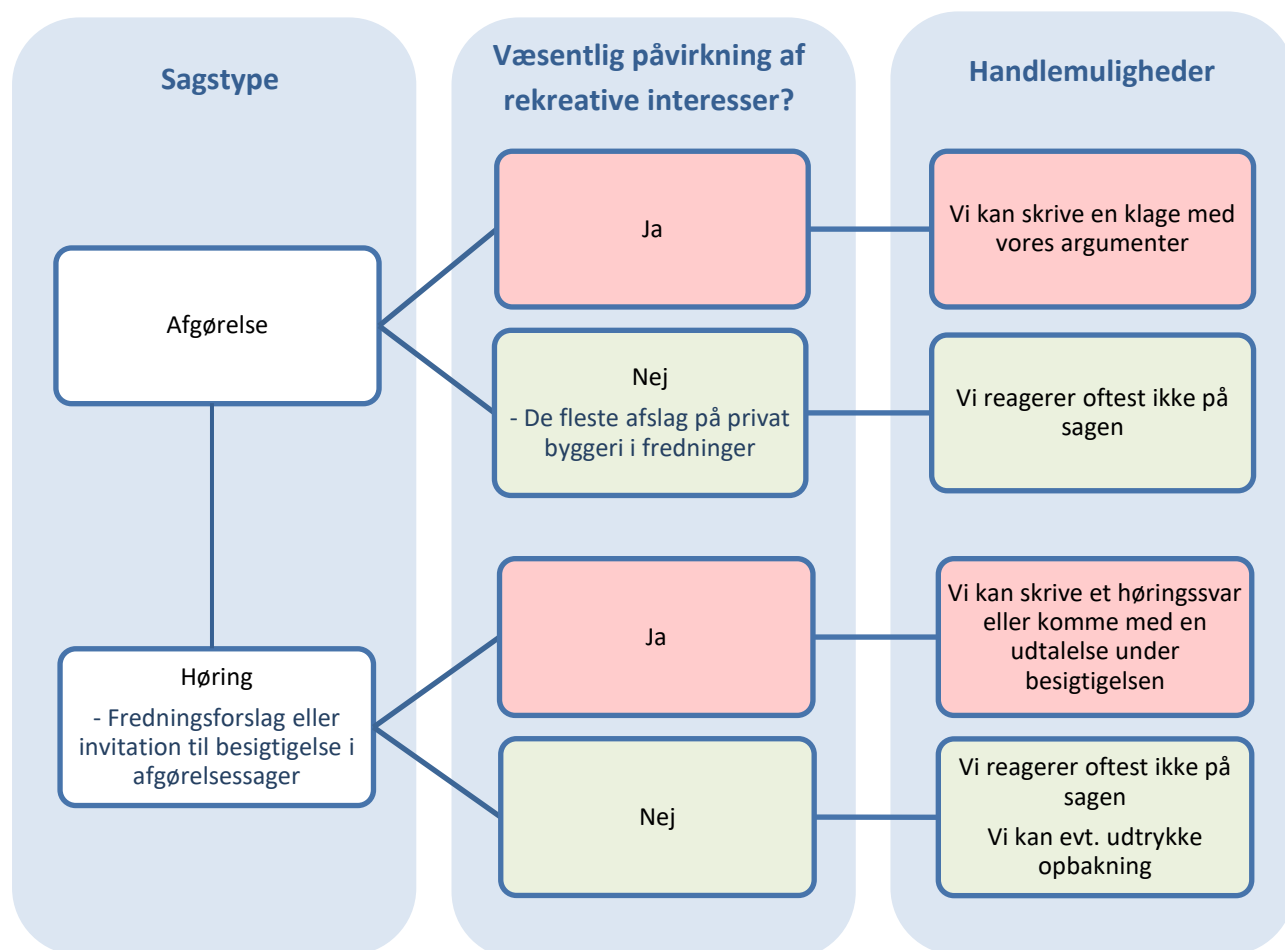 Sagstype
Væsentlig påvirkning af
rekreative interesser?
Handlemuligheder
Afgørelse
Ja
Vi kan skrive en klage med
vores argumenter
Nej
- De fleste afslag på privat
byggeri i fredninger
Vi reagerer oftest ikke på
sagen
Høring
- Fredningsforslag eller
invitation til besigtigelse i
afgørelsessager
Ja
Vi kan skrive et høringssvar
eller komme med en
udtalelse under
besigtigelsen
Nej
Vi reagerer oftest ikke på
sagen
Vi kan evt. udtrykke
opbakning